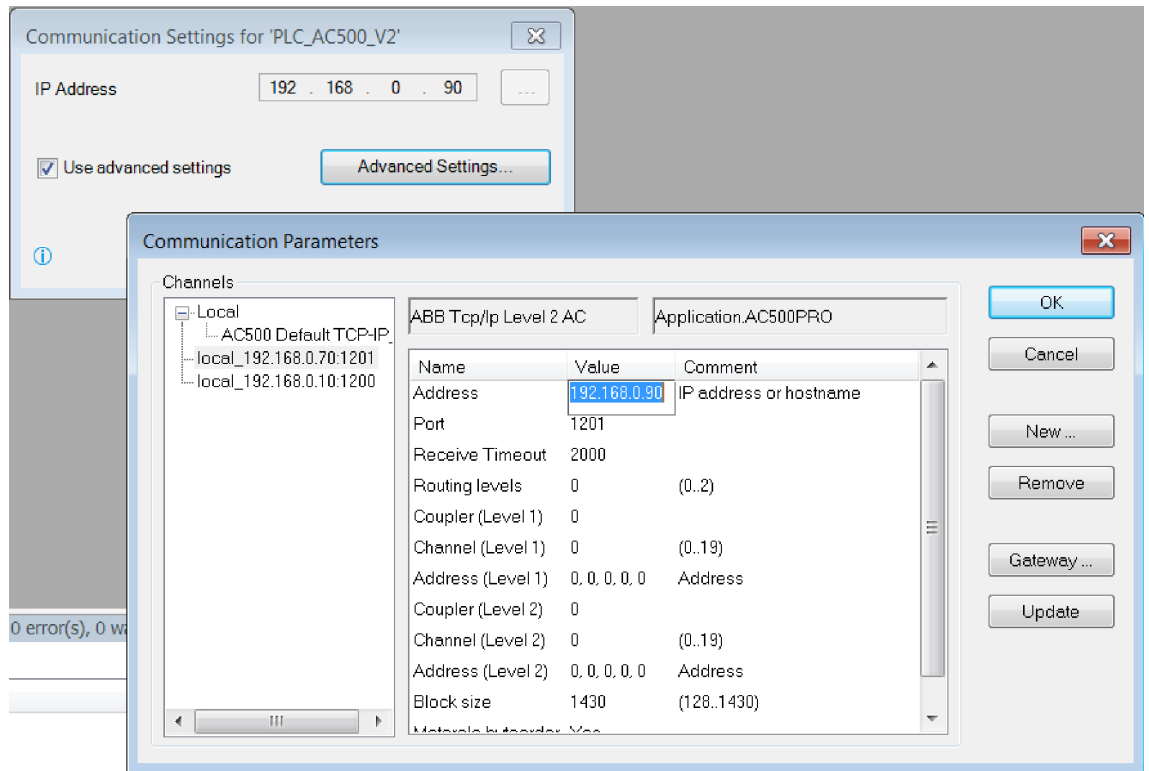 Communication Settings for 'PLC_AC500_V2'
IP Address 192 . 168 . 0 . 90 ...
Use advanced settings Advanced Settings...
Communication Parameters
Channels
Local
AC500 Default TCP-IP_
local_192.168.0.70:1201
local_192.168.0.10:1200
ABB Tcp/Ip Level 2 AC Application.AC500PRO
Name Value Comment
Address 192.168.0.90 IP address or hostname
Port 1201
Receive Timeout 2000
Routing levels 0 (0..2)
Coupler (Level 1) 0
Channel (Level 1) 0 (0..19)
Address (Level 1) 0, 0, 0, 0, 0 Address
Coupler (Level 2) 0
Channel (Level 2) 0 (0..19)
Address (Level 2) 0, 0, 0, 0, 0 Address
Block size 1430 (128..1430)
Motorola byteorder Yes
OK
Cancel
New ...
Remove
Gateway ...
Update
0 error(s), 0 wa